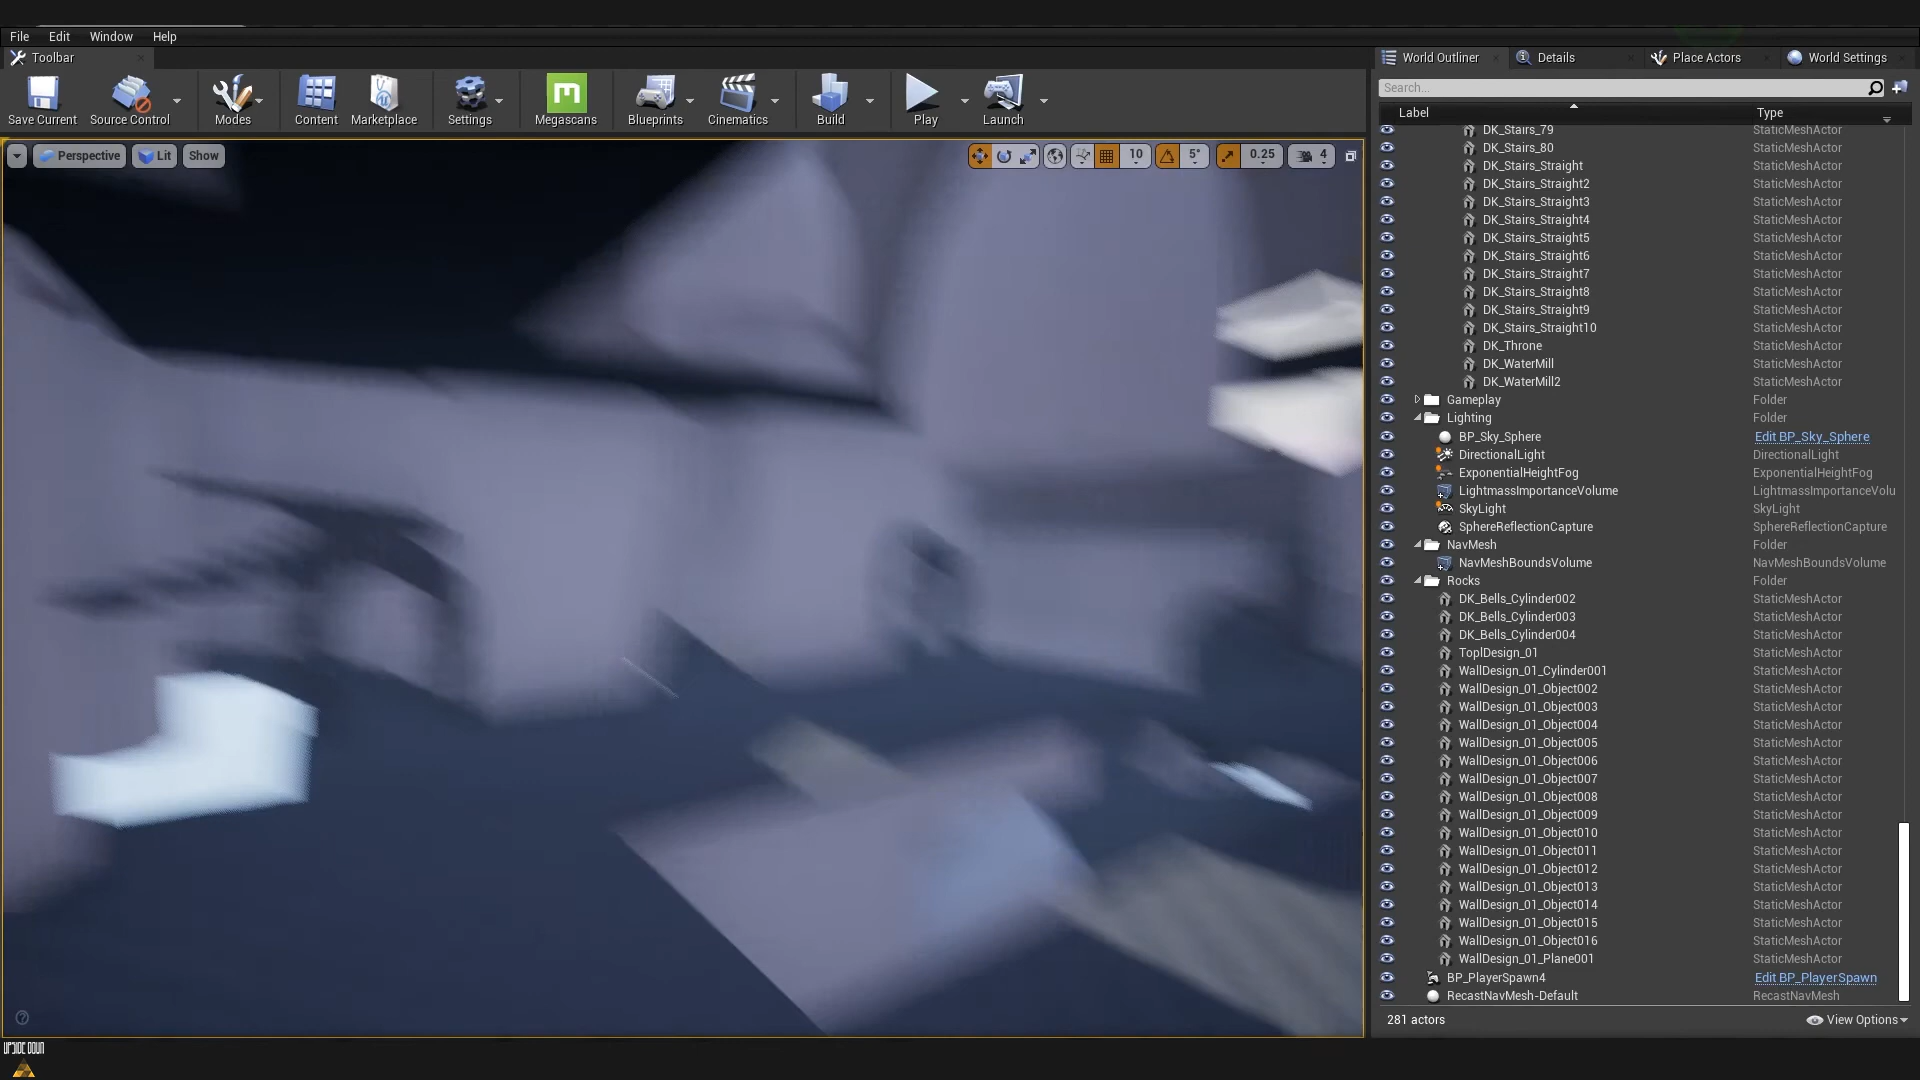 File Edit Window Help
Toolbar
World Outliner Details Place Actors World Settings
Save Current Source Control Modes Content Marketplace Settings Megascans Blueprints Cinematics Build Play Launch
Search...
Label Type
Perspective Lit Show 10 5° 0.25 4
DK_Stairs_79 StaticMeshActor
DK_Stairs_80 StaticMeshActor
DK_Stairs_Straight StaticMeshActor
DK_Stairs_Straight2 StaticMeshActor
DK_Stairs_Straight3 StaticMeshActor
DK_Stairs_Straight4 StaticMeshActor
DK_Stairs_Straight5 StaticMeshActor
DK_Stairs_Straight6 StaticMeshActor
DK_Stairs_Straight7 StaticMeshActor
DK_Stairs_Straight8 StaticMeshActor
DK_Stairs_Straight9 StaticMeshActor
DK_Stairs_Straight10 StaticMeshActor
DK_Throne StaticMeshActor
DK_WaterMill StaticMeshActor
DK_WaterMill2 StaticMeshActor
Gameplay Folder
Lighting Folder
BP_Sky_Sphere Edit BP_Sky_Sphere
DirectionalLight DirectionalLight
ExponentialHeightFog ExponentialHeightFog
LightmassImportanceVolume LightmassImportanceVolu
SkyLight SkyLight
SphereReflectionCapture SphereReflectionCapture
NavMesh Folder
NavMeshBoundsVolume NavMeshBoundsVolume
Rocks Folder
DK_Bells_Cylinder002 StaticMeshActor
DK_Bells_Cylinder003 StaticMeshActor
DK_Bells_Cylinder004 StaticMeshActor
ToplDesign_01 StaticMeshActor
WallDesign_01_Cylinder001 StaticMeshActor
WallDesign_01_Object002 StaticMeshActor
WallDesign_01_Object003 StaticMeshActor
WallDesign_01_Object004 StaticMeshActor
WallDesign_01_Object005 StaticMeshActor
WallDesign_01_Object006 StaticMeshActor
WallDesign_01_Object007 StaticMeshActor
WallDesign_01_Object008 StaticMeshActor
WallDesign_01_Object009 StaticMeshActor
WallDesign_01_Object010 StaticMeshActor
WallDesign_01_Object011 StaticMeshActor
WallDesign_01_Object012 StaticMeshActor
WallDesign_01_Object013 StaticMeshActor
WallDesign_01_Object014 StaticMeshActor
WallDesign_01_Object015 StaticMeshActor
WallDesign_01_Object016 StaticMeshActor
WallDesign_01_Plane001 StaticMeshActor
BP_PlayerSpawn4 Edit BP_PlayerSpawn
RecastNavMesh-Default RecastNavMesh
281 actors View Options
UPSIDE DOWN